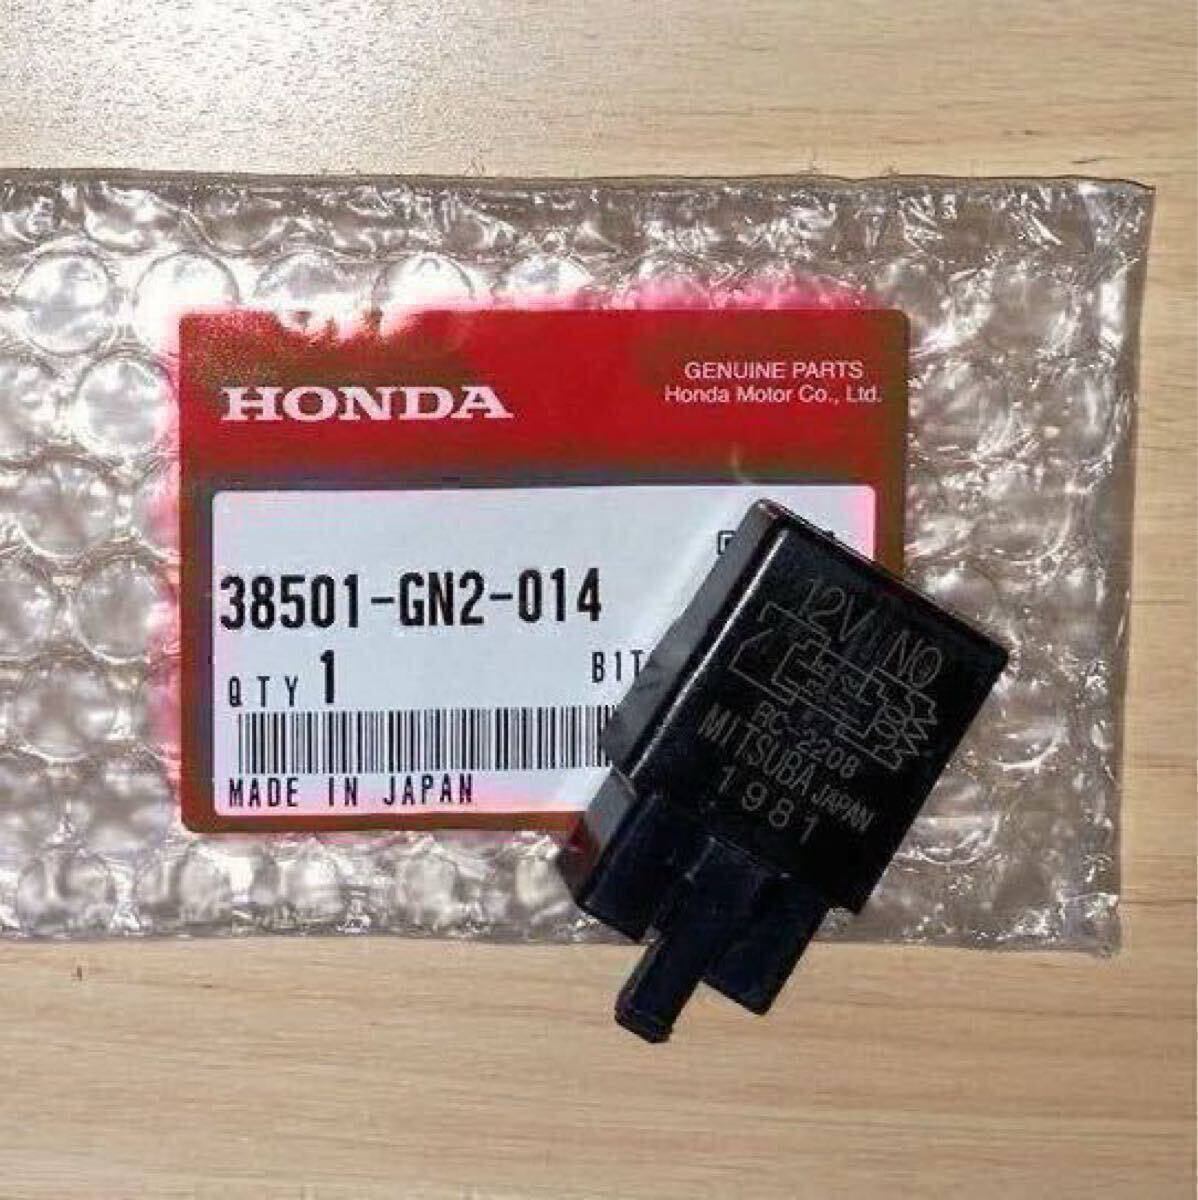 HONDA
GENUINE PARTS
Honda Motor Co., Ltd.
38501-GN2-014
QTY 1
B1T
MADE IN JAPAN
12V NO
RC-2208
MITSUBA JAPAN
1981